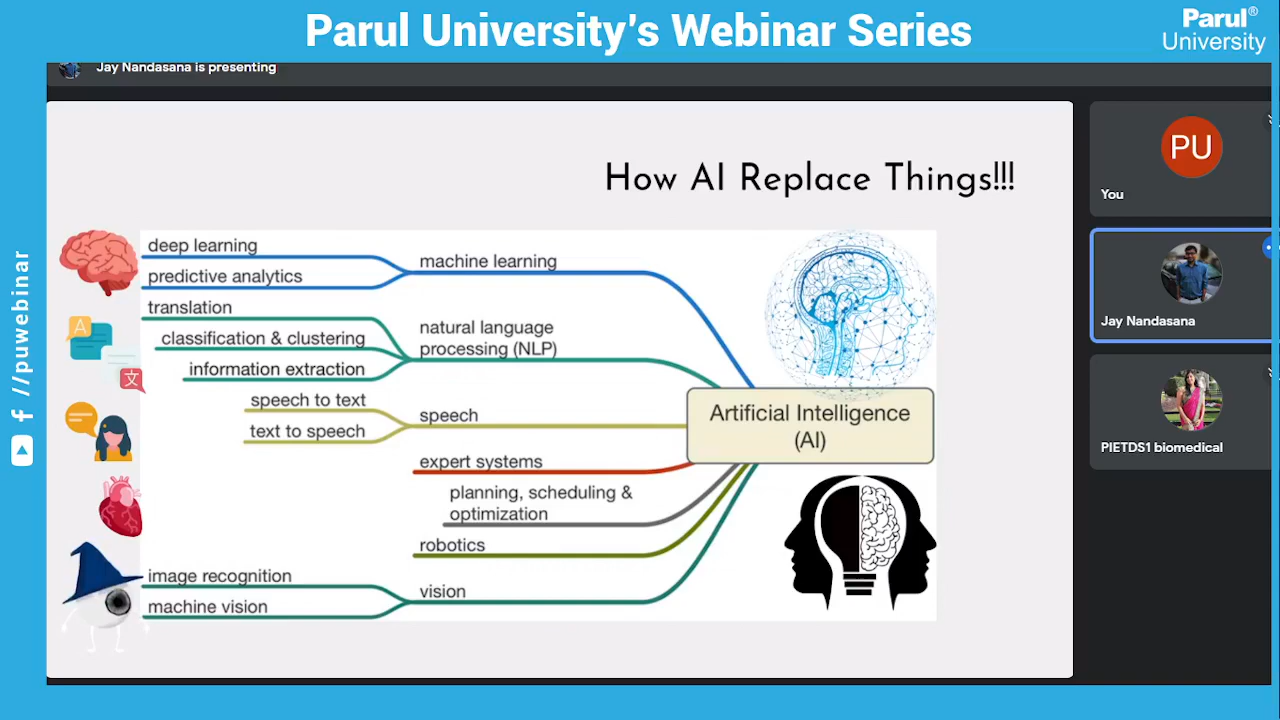 Parul University's Webinar Series
Parul®
University
Jay Nandasana is presenting
How AI Replace Things!!!
deep learning
predictive analytics
machine learning
translation
classification & clustering
information extraction
natural language
processing (NLP)
speech to text
text to speech
speech
expert systems
planning, scheduling &
optimization
robotics
image recognition
machine vision
vision
Artificial Intelligence
(AI)
A
文
PU
You
Jay Nandasana
PIETDS1 biomedical
//puwebinar